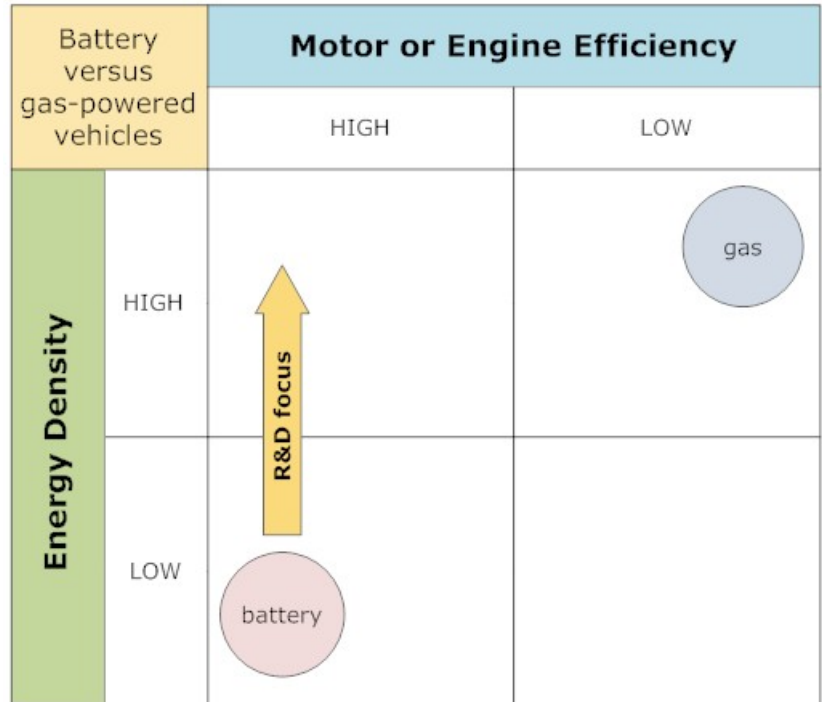 Battery
versus
gas-powered
vehicles
Motor or Engine Efficiency
HIGH
LOW
Energy Density
HIGH
gas
R&D focus
LOW
battery